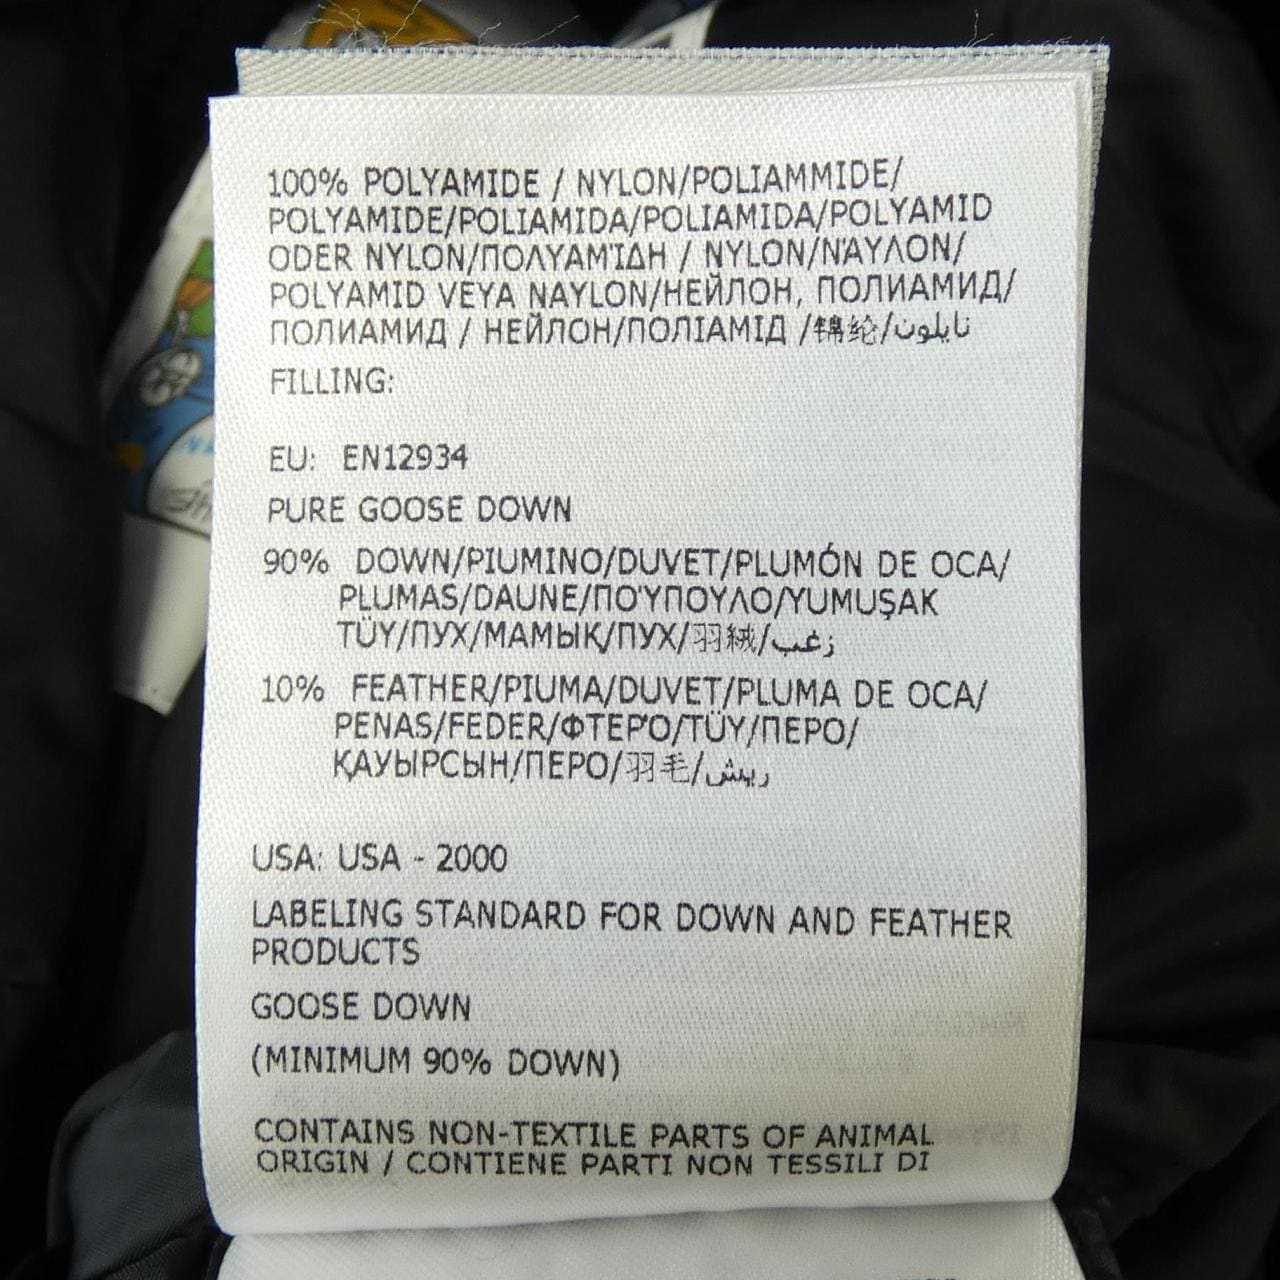 100% POLYAMIDE / NYLON/POLIAMMIDE/
POLYAMIDE/POLIAMIDA/POLIAMIDA/POLYAMID
ODER NYLON/ΠΟΛΥΑΜΊΔΗ / NYLON/ΝΆΥΛΟΝ/
POLYAMID VEYA NAYLON/НЕЙЛОН, ПОЛИАМИД/
ПОЛИАМИД / НЕЙЛОН/ПОЛІАМІД /锦纶/نايلون
FILLING:
EU: EN12934
PURE GOOSE DOWN
90% DOWN/PIUMINO/DUVET/PLUMÓN DE OCA/
PLUMAS/DAUNE/ΠΟΎΠΟΥΛΟ/YUMUŞAK
TÜY/ПУХ/МАМЫҚ/ПУХ/羽絨/زغب
10% FEATHER/PIUMA/DUVET/PLUMA DE OCA/
PENAS/FEDER/ΦΤΕΡΌ/TÜY/ПЕРО/
ҚАУЫРСЫН/ПЕРО/羽毛/ريش
USA: USA - 2000
LABELING STANDARD FOR DOWN AND FEATHER
PRODUCTS
GOOSE DOWN
(MINIMUM 90% DOWN)
CONTAINS NON-TEXTILE PARTS OF ANIMAL
ORIGIN / CONTIENE PARTI NON TESSILI DI